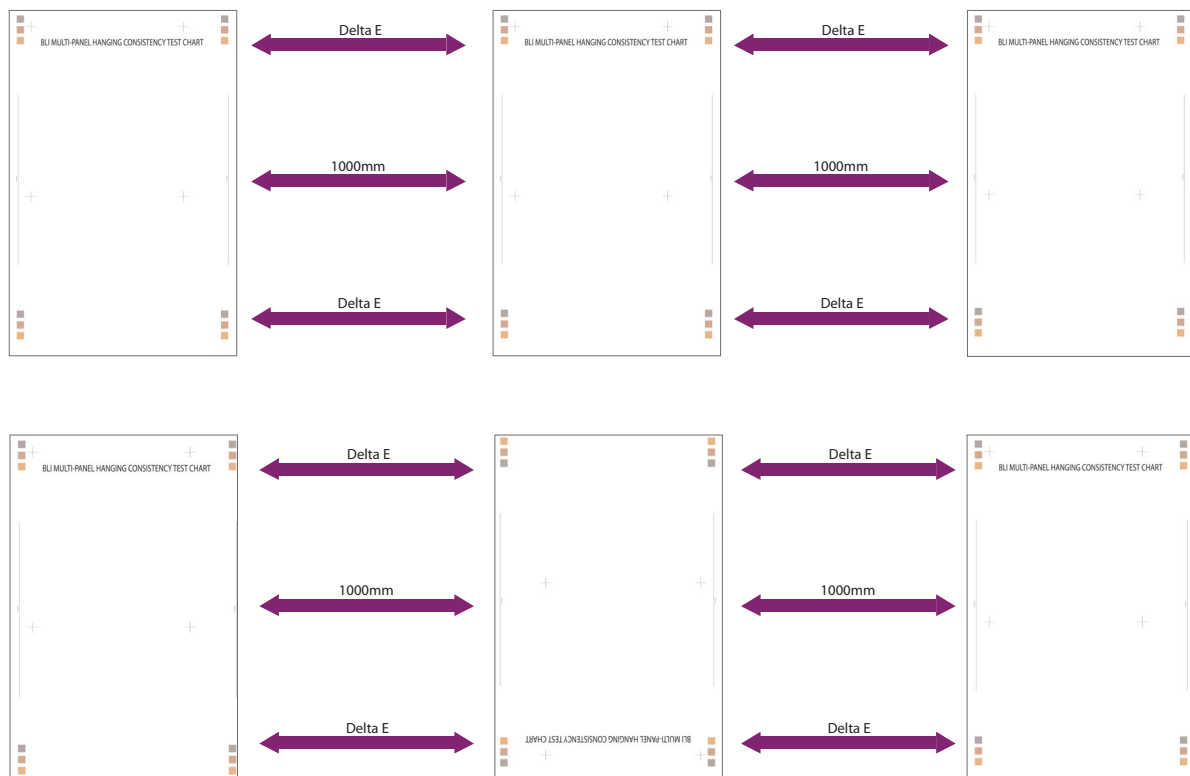 Delta E
Delta E
BLI MULTI-PANEL HANGING CONSISTENCY TEST CHART
BLI MULTI-PANEL HANGING CONSISTENCY TEST CHART
BLI MULTI-PANEL HANGING CONSISTENCY TEST CHART
1000mm
1000mm
Delta E
Delta E
Delta E
Delta E
BLI MULTI-PANEL HANGING CONSISTENCY TEST CHART
BLI MULTI-PANEL HANGING CONSISTENCY TEST CHART
1000mm
1000mm
Delta E
BLI MULTI-PANEL HANGING CONSISTENCY TEST CHART
Delta E